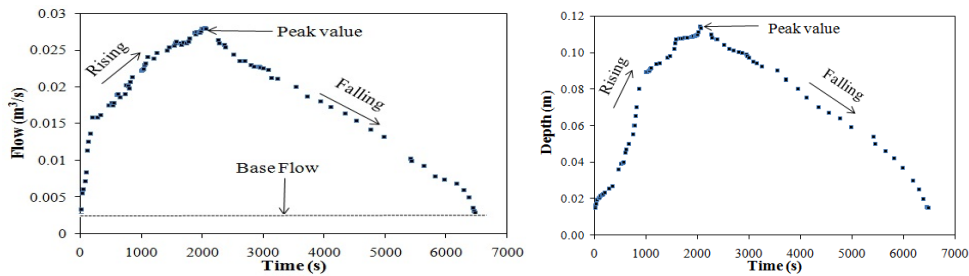 0.03
0.025
0.02
0.015
0.01
0.005
0
Flow (m³/s)
Rising
Peak value
Falling
Base Flow
0 1000 2000 3000 4000 5000 6000 7000
Time (s)
0.12
0.10
0.08
0.06
0.04
0.02
0.00
Depth (m)
Rising
Peak value
Falling
0 1000 2000 3000 4000 5000 6000 7000
Time (s)